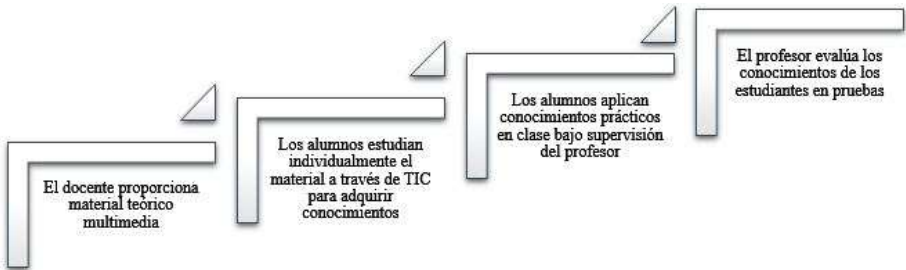 El docente proporciona
material teórico
multimedia
Los alumnos estudian
individualmente el
material a través de TIC
para adquirir
conocimientos
Los alumnos aplican
conocimientos prácticos
en clase bajo supervisión
del profesor
El profesor evalúa los
conocimientos de los
estudiantes en pruebas